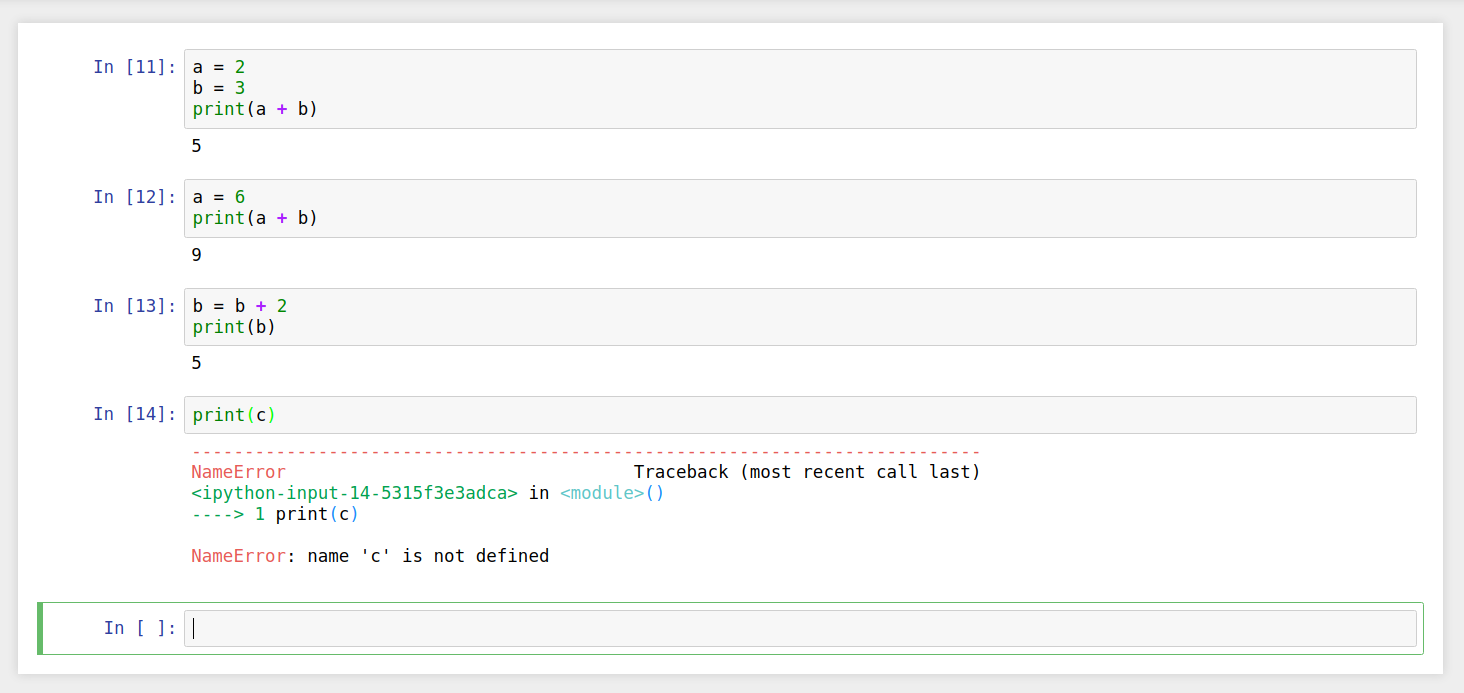 In [11]: a = 2
b = 3
print(a + b)
5
In [12]: a = 6
print(a + b)
9
In [13]: b = b + 2
print(b)
5
In [14]: print(c)
---------------------------------------------------------------------------
NameError                                 Traceback (most recent call last)
<ipython-input-14-5315f3e3adca> in <module>()
----> 1 print(c)
NameError: name 'c' is not defined
In [ ]: